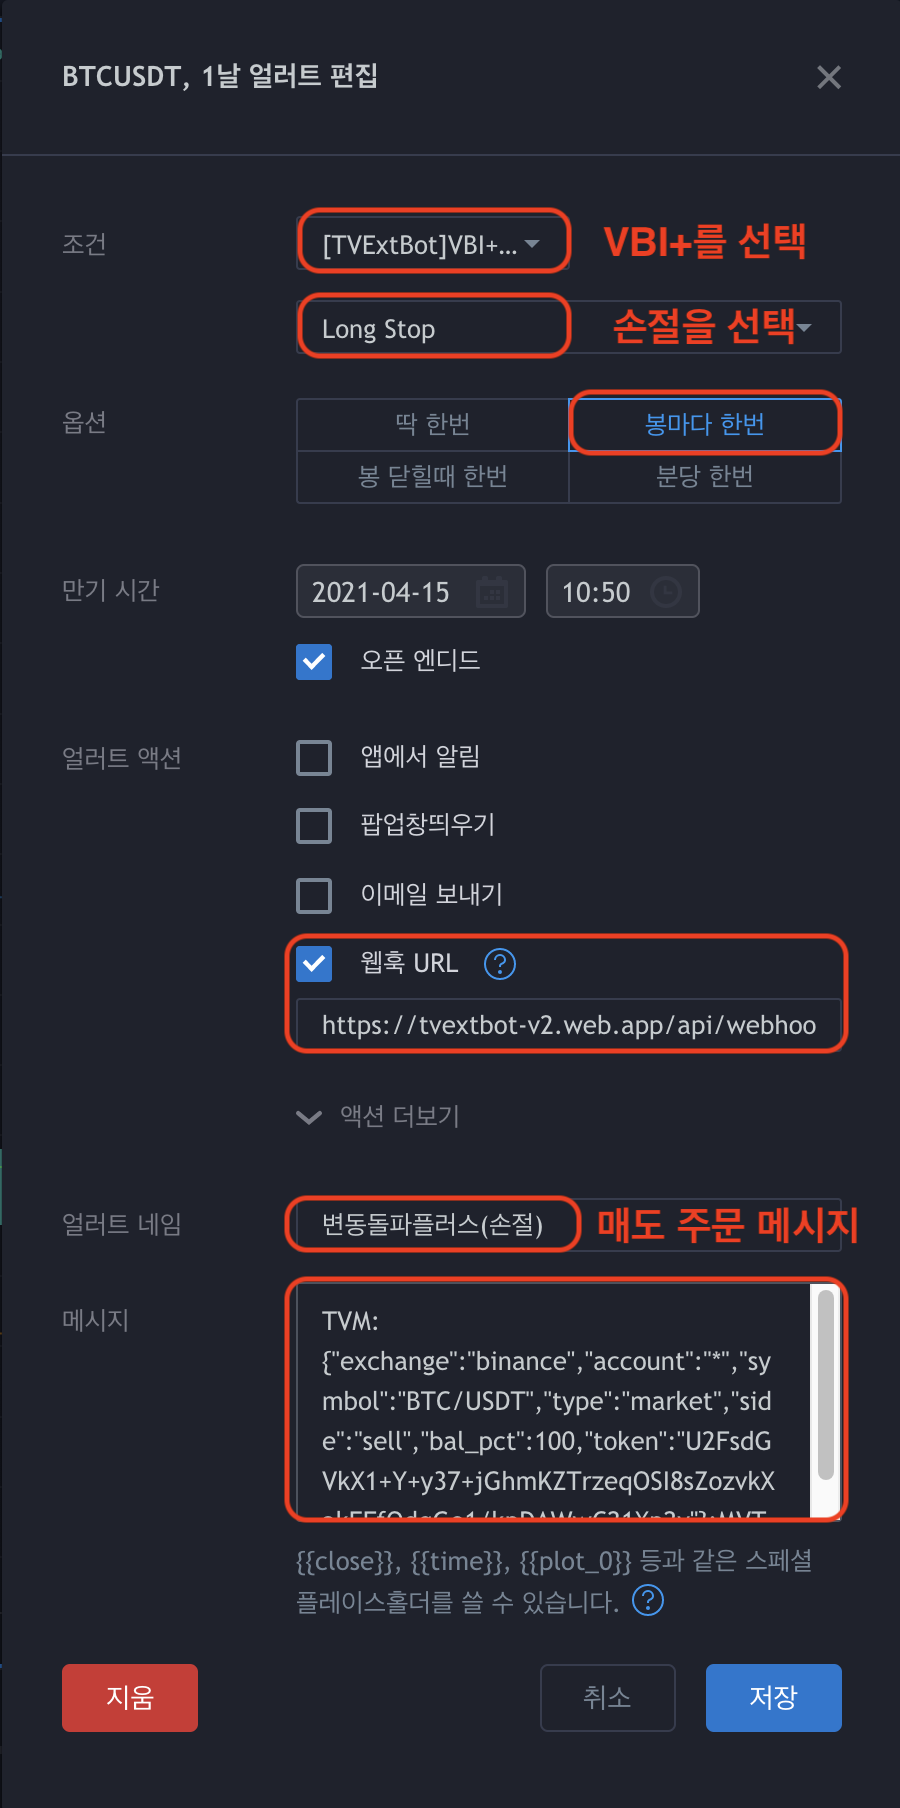 BTCUSDT, 1날 얼러트 편집
조건
[TVExtBot]VBI+...
VBI+를 선택
Long Stop
손절을 선택
옵션
딱 한번
봉마다 한번
봉 닫힐때 한번
분당 한번
만기 시간
2021-04-15
10:50
오픈 엔디드
얼러트 액션
앱에서 알림
팝업창띄우기
이메일 보내기
웹훅 URL
https://tvextbot-v2.web.app/api/webhoo
액션 더보기
얼러트 네임
변동돌파플러스(손절)
매도 주문 메시지
메시지
TVM:
{"exchange":"binance","account":"*","sy
mbol":"BTC/USDT","type":"market","sid
e":"sell","bal_pct":100,"token":"U2FsdG
VkX1+Y+y37+jGhmKZTrzeqOSI8sZozvkX
{{close}}, {{time}}, {{plot_0}} 등과 같은 스페셜
플레이스홀더를 쓸 수 있습니다.
지움
취소
저장